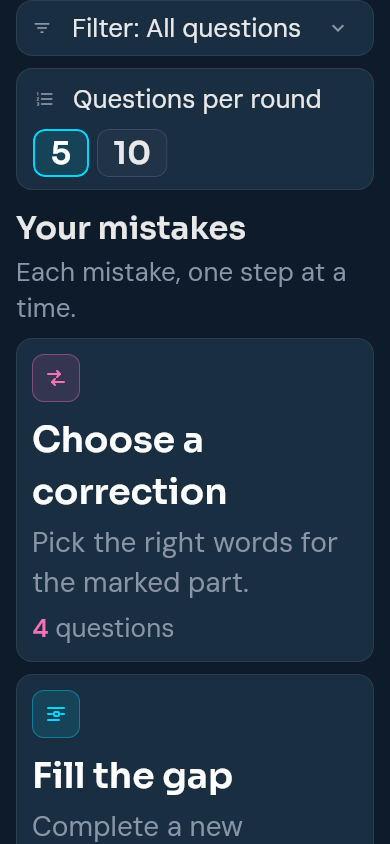 Filter: All questions
Questions per round
5 10
Your mistakes
Each mistake, one step at a
time.
Choose a
correction
Pick the right words for
the marked part.
4 questions
Fill the gap
Complete a new